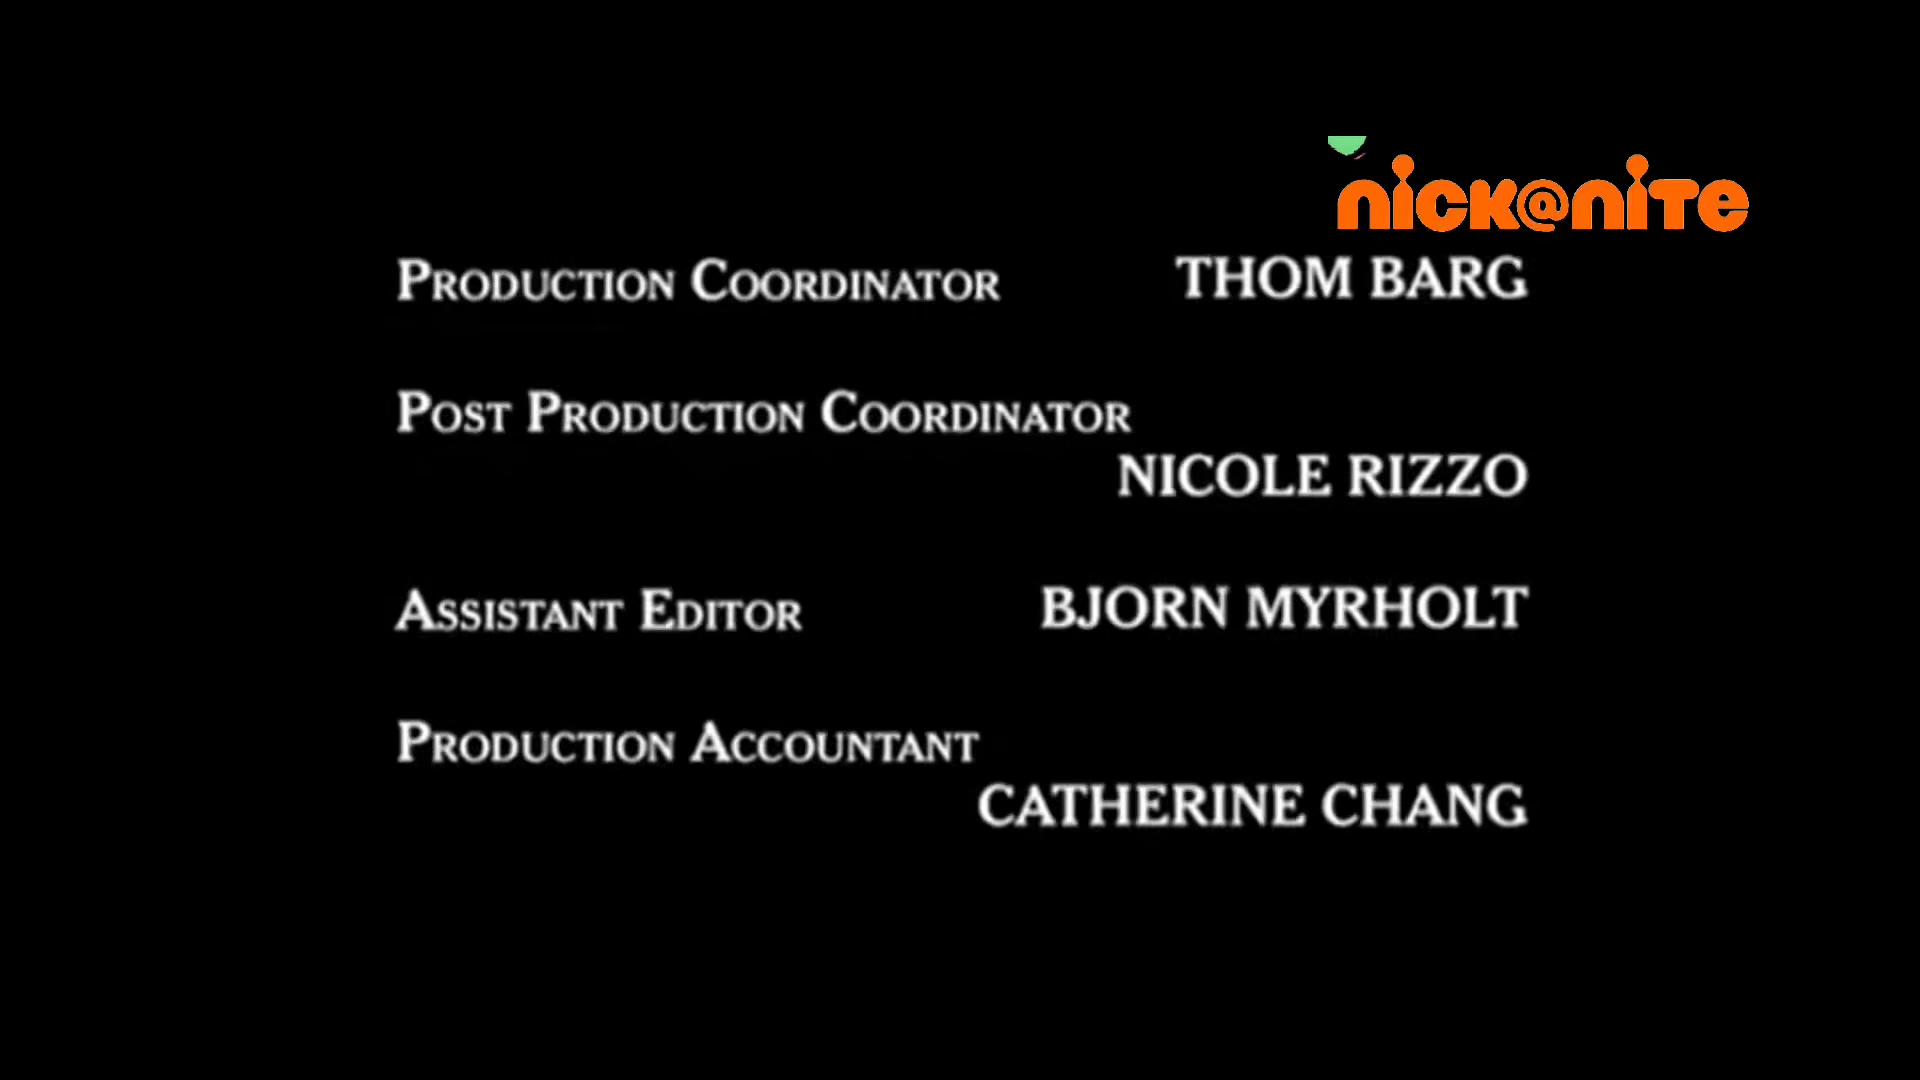 nick@nite
Production Coordinator THOM BARG
Post Production Coordinator
NICOLE RIZZO
Assistant Editor BJORN MYRHOLT
Production Accountant
CATHERINE CHANG